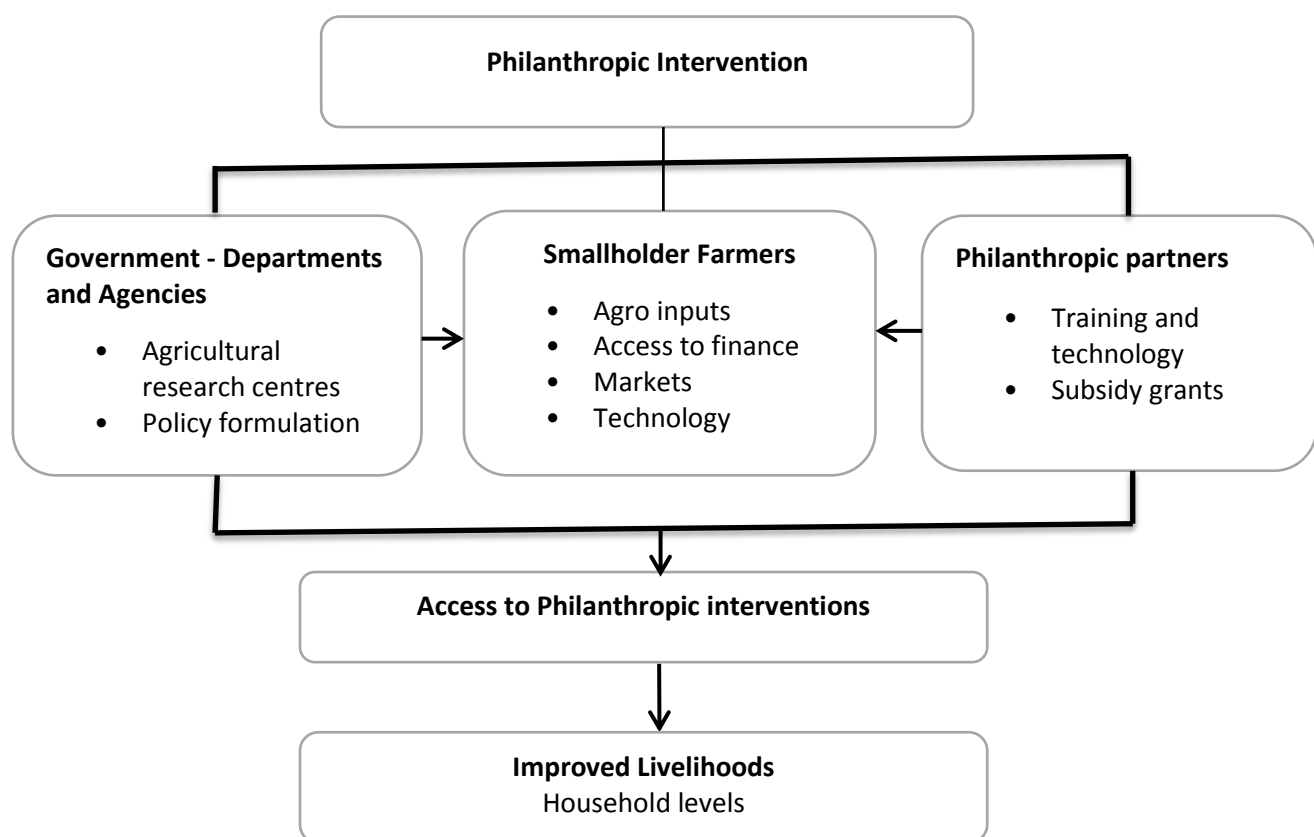 Philanthropic Intervention
Government - Departments
and Agencies
• Agricultural
research centres
• Policy formulation
Smallholder Farmers
• Agro inputs
• Access to finance
• Markets
• Technology
Philanthropic partners
• Training and
technology
• Subsidy grants
Access to Philanthropic interventions
Improved Livelihoods
Household levels